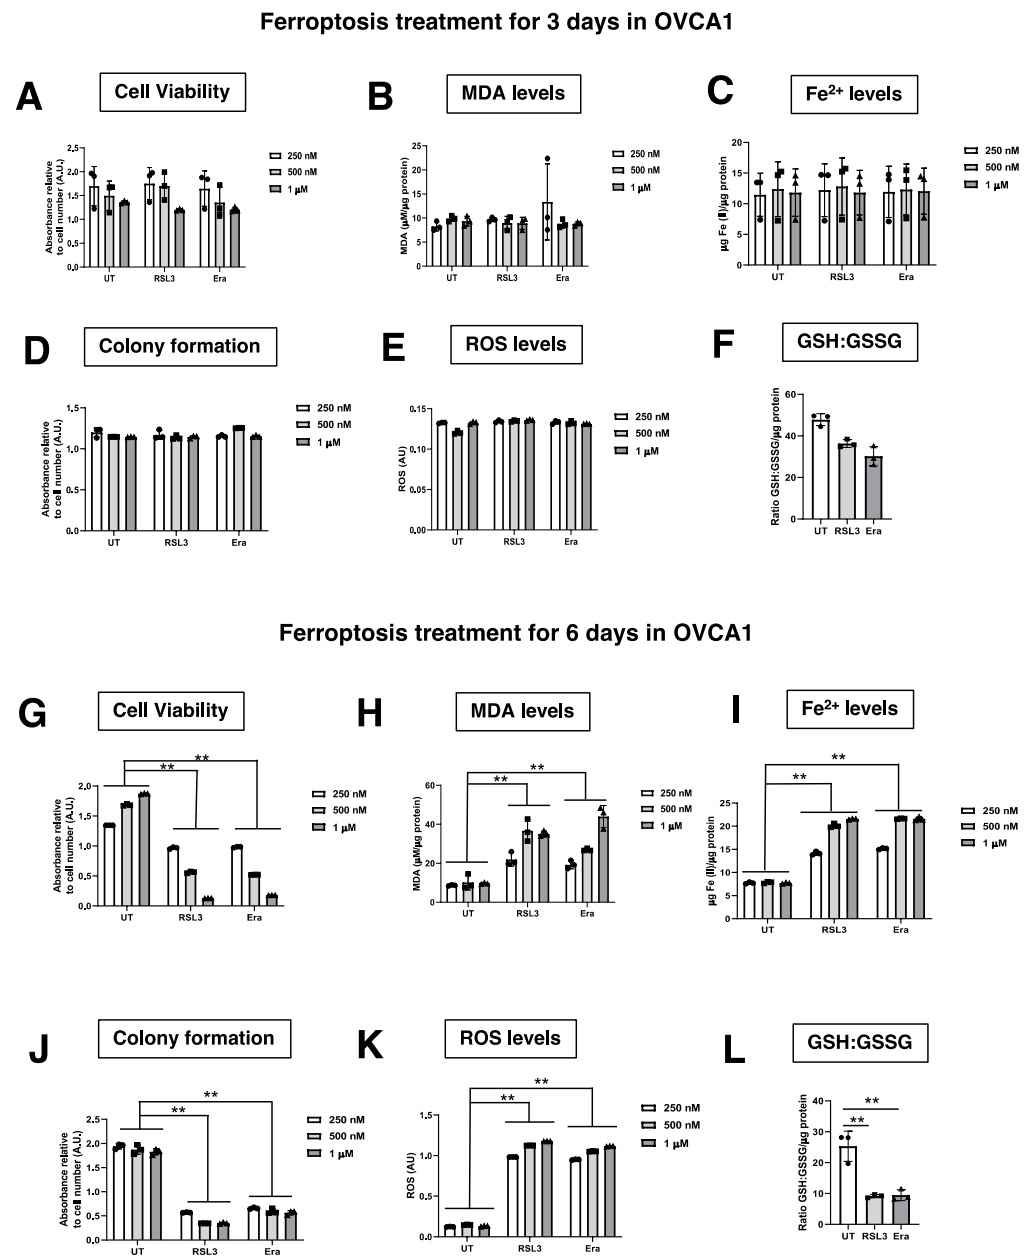 Ferroptosis treatment for 3 days in OVCA1
A
Cell Viability
Absorbance relative
to cell number (A.U.)
2.5
2.0
1.5
1.0
0.5
0.0
UT RSL3 Era
250 nM
500 nM
1 µM
B
MDA levels
MDA (µM/µg protein)
25
20
15
10
5
0
UT RSL3 Era
250 nM
500 nM
1 µM
C
Fe²⁺ levels
µg Fe (II)/µg protein
20
15
10
5
0
UT RSL3 Era
250 nM
500 nM
1 µM
D
Colony formation
Absorbance relative
to cell number (A.U.)
1.5
1.0
0.5
0.0
UT RSL3 Era
250 nM
500 nM
1 µM
E
ROS levels
ROS (AU)
0.15
0.10
0.05
0.00
UT RSL3 Era
250 nM
500 nM
1 µM
F
GSH:GSSG
Ratio GSH:GSSG/µg protein
60
40
20
0
UT RSL3 Era
Ferroptosis treatment for 6 days in OVCA1
G
Cell Viability
Absorbance relative
to cell number (A.U.)
2.0
1.5
1.0
0.5
0.0
**
**
UT RSL3 Era
250 nM
500 nM
1 µM
H
MDA levels
MDA (µM/µg protein)
60
40
20
0
**
**
UT RSL3 Era
250 nM
500 nM
1 µM
I
Fe²⁺ levels
µg Fe (II)/µg protein
25
20
15
10
5
0
**
**
UT RSL3 Era
250 nM
500 nM
1 µM
J
Colony formation
Absorbance relative
to cell number (A.U.)
2.5
2.0
1.5
1.0
0.5
0.0
**
**
UT RSL3 Era
250 nM
500 nM
1 µM
K
ROS levels
ROS (AU)
1.5
1.0
0.5
0.0
**
**
UT RSL3 Era
250 nM
500 nM
1 µM
L
GSH:GSSG
Ratio GSH:GSSG/µg protein
40
30
20
10
0
**
**
UT RSL3 Era